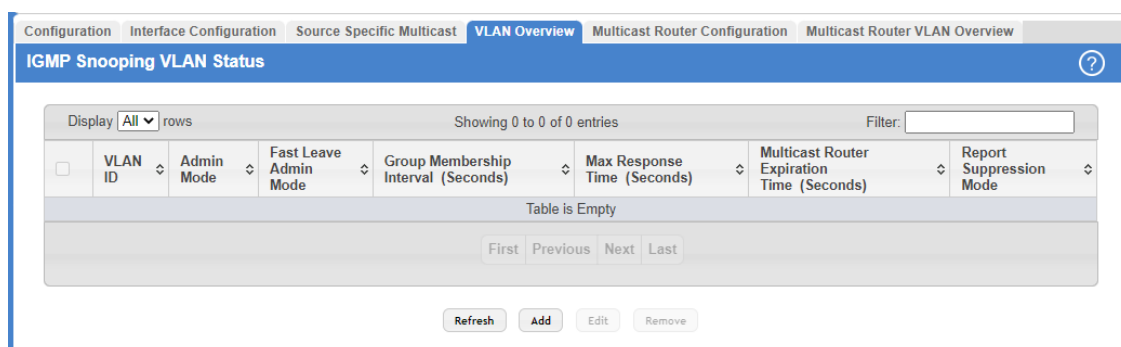 Configuration Interface Configuration Source Specific Multicast VLAN Overview Multicast Router Configuration Multicast Router VLAN Overview
IGMP Snooping VLAN Status ?
Display All rows Showing 0 to 0 of 0 entries Filter:
VLAN ID Admin Mode Fast Leave Admin Mode Group Membership Interval (Seconds) Max Response Time (Seconds) Multicast Router Expiration Time (Seconds) Report Suppression Mode
Table is Empty
First Previous Next Last
Refresh Add Edit Remove